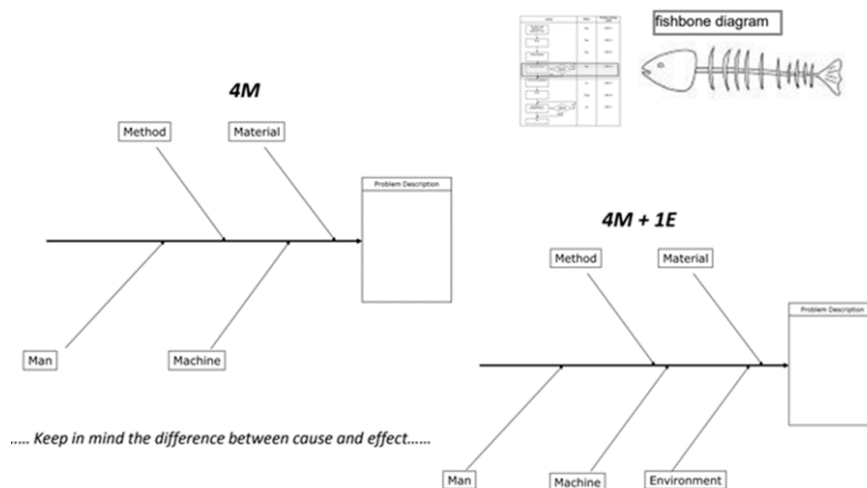 fishbone diagram
4M
Method
Material
Problem Description
Man
Machine
4M + 1E
Method
Material
Problem Description
Man
Machine
Environment
..... Keep in mind the difference between cause and effect......